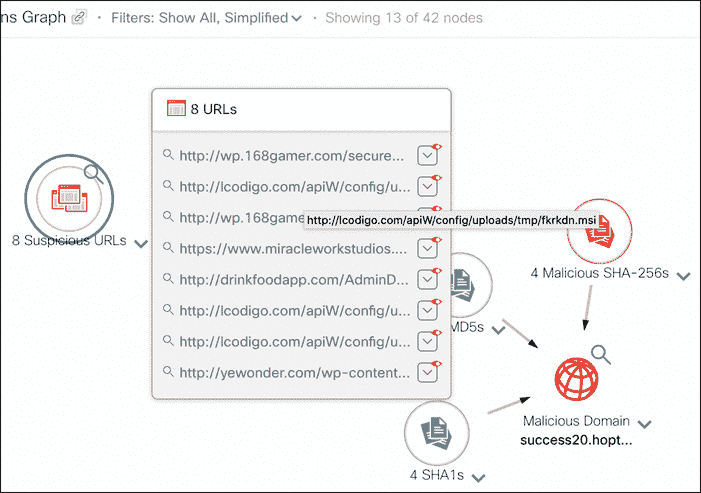 ns Graph · Filters: Show All, Simplified · Showing 13 of 42 nodes
8 URLs
http://wp.168gamer.com/secure...
http://lcodigo.com/apiW/config/u...
http://wp.168game
http://lcodigo.com/apiW/config/uploads/tmp/fkrkdn.msi
https://www.miracleworkstudios....
http://drinkfoodapp.com/AdminD...
http://lcodigo.com/apiW/config/u...
http://lcodigo.com/apiW/config/u...
http://yewonder.com/wp-content...
8 Suspicious URLs
4 Malicious SHA-256s
MD5s
Malicious Domain
success20.hopt...
4 SHA1s